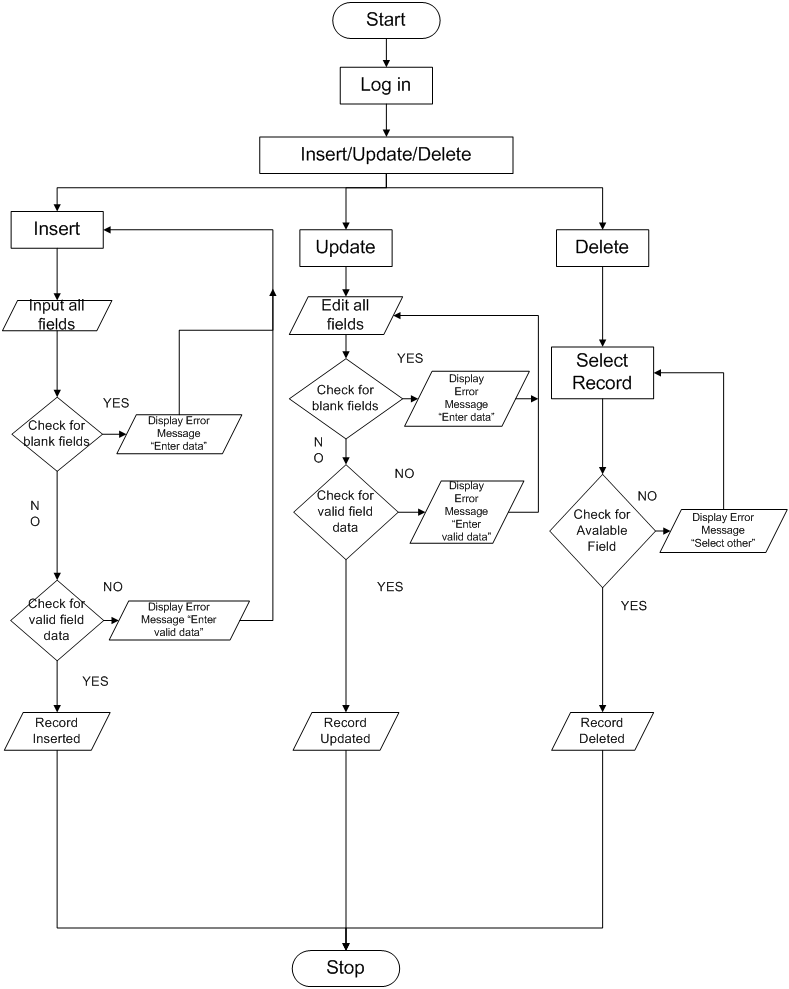 Start
Log in
Insert/Update/Delete
Insert
Input all
fields
YES
Check for
blank fields
Display Error
Message
“Enter data”
N
O
NO
Check for
valid field
data
Display Error
Message “Enter
valid data”
YES
Record
Inserted
Update
Edit all
fields
YES
Check for
blank fields
Display
Error
Message
“Enter data”
N
O
NO
Check for
valid field
data
Display
Error
Message
“Enter
valid data”
YES
Record
Updated
Delete
Select
Record
NO
Check for
Avalable
Field
Display Error
Message
“Select other”
YES
Record
Deleted
Stop